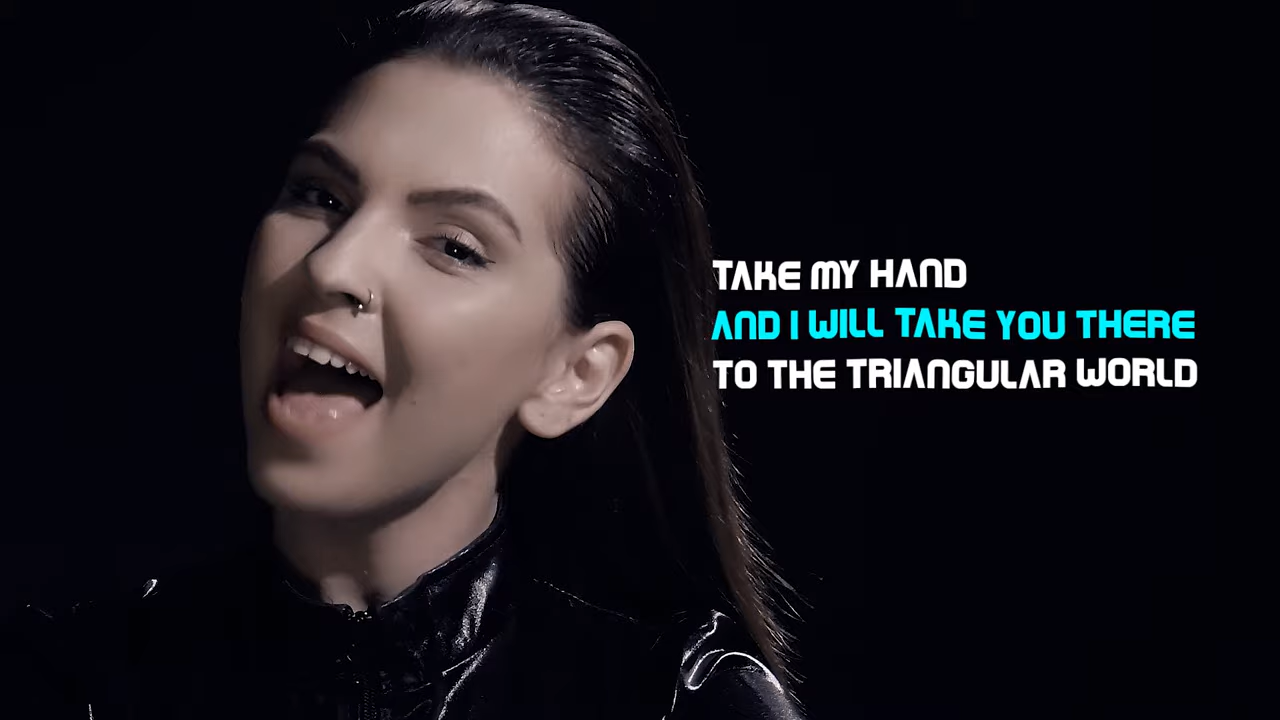 TAKE MY HAND
AND I WILL TAKE YOU THERE
TO THE TRIANGULAR WORLD